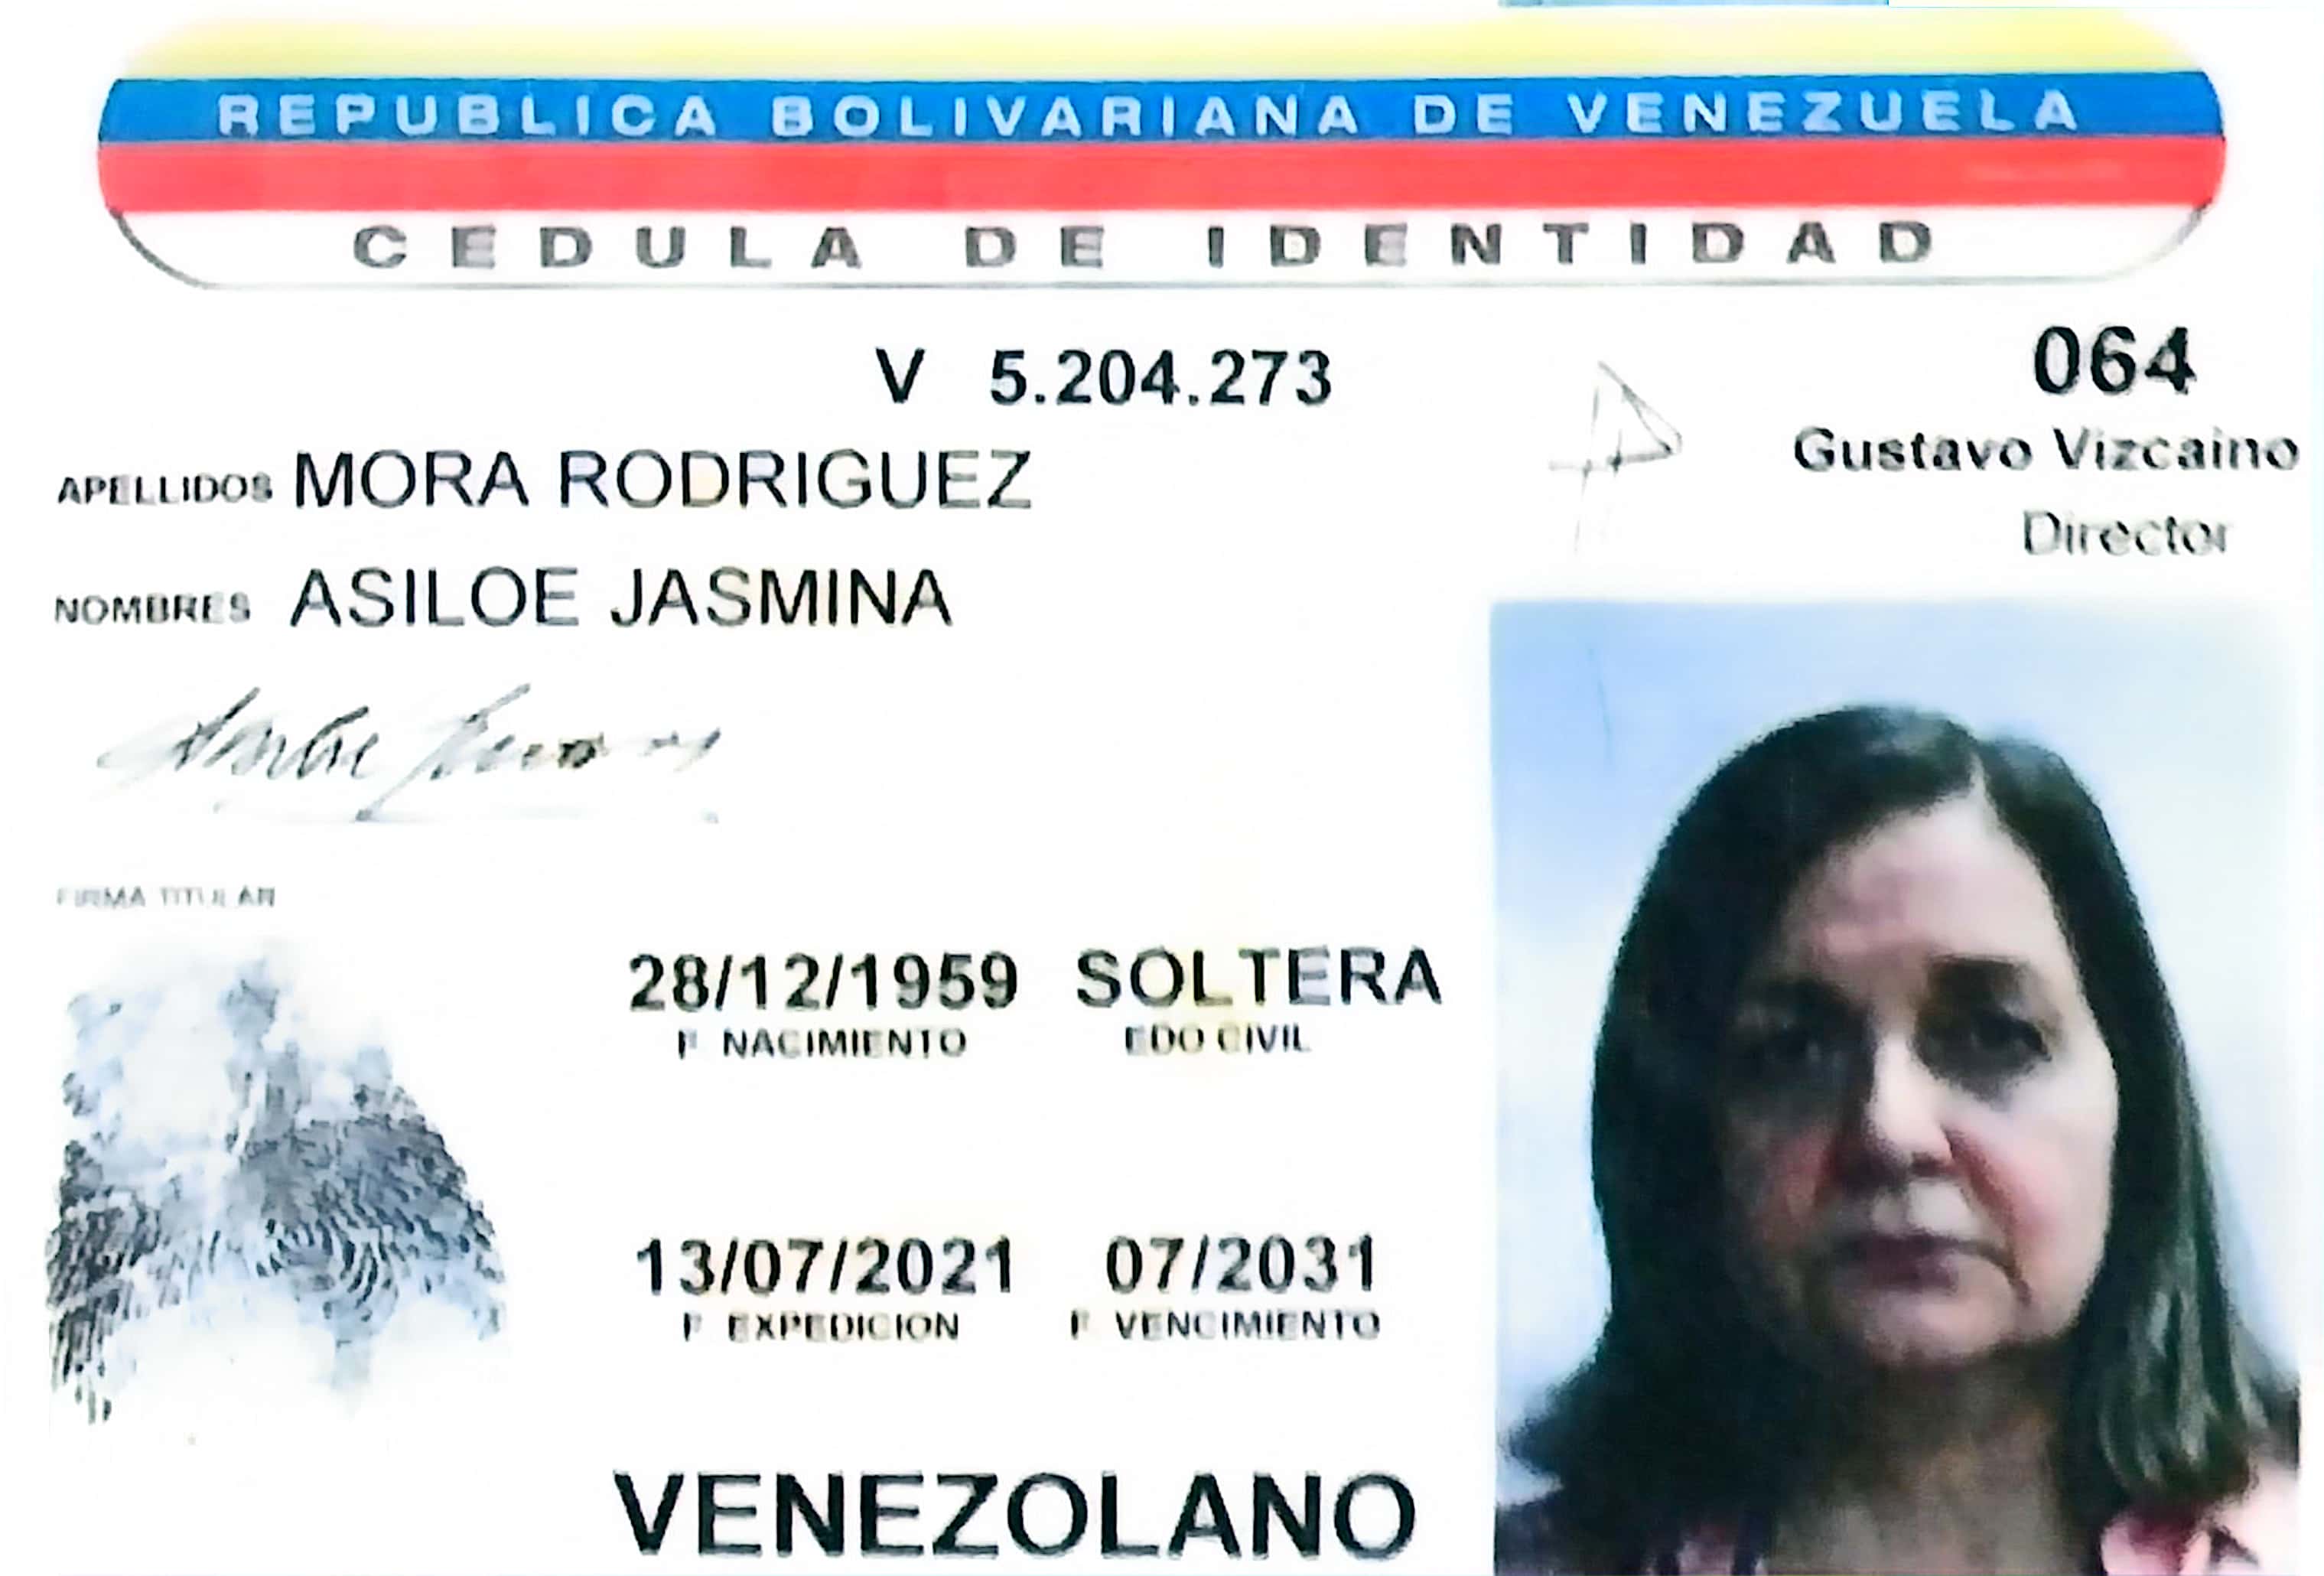 REPUBLICA BOLIVARIANA DE VENEZUELA
CEDULA DE IDENTIDAD
V 5.204.273
064
Gustavo Vizcaino
Director
APELLIDOS MORA RODRIGUEZ
NOMBRES ASILOE JASMINA
FIRMA TITULAR
28/12/1959 SOLTERA
F NACIMIENTO EDO CIVIL
13/07/2021 07/2031
F EXPEDICION F VENCIMIENTO
VENEZOLANO